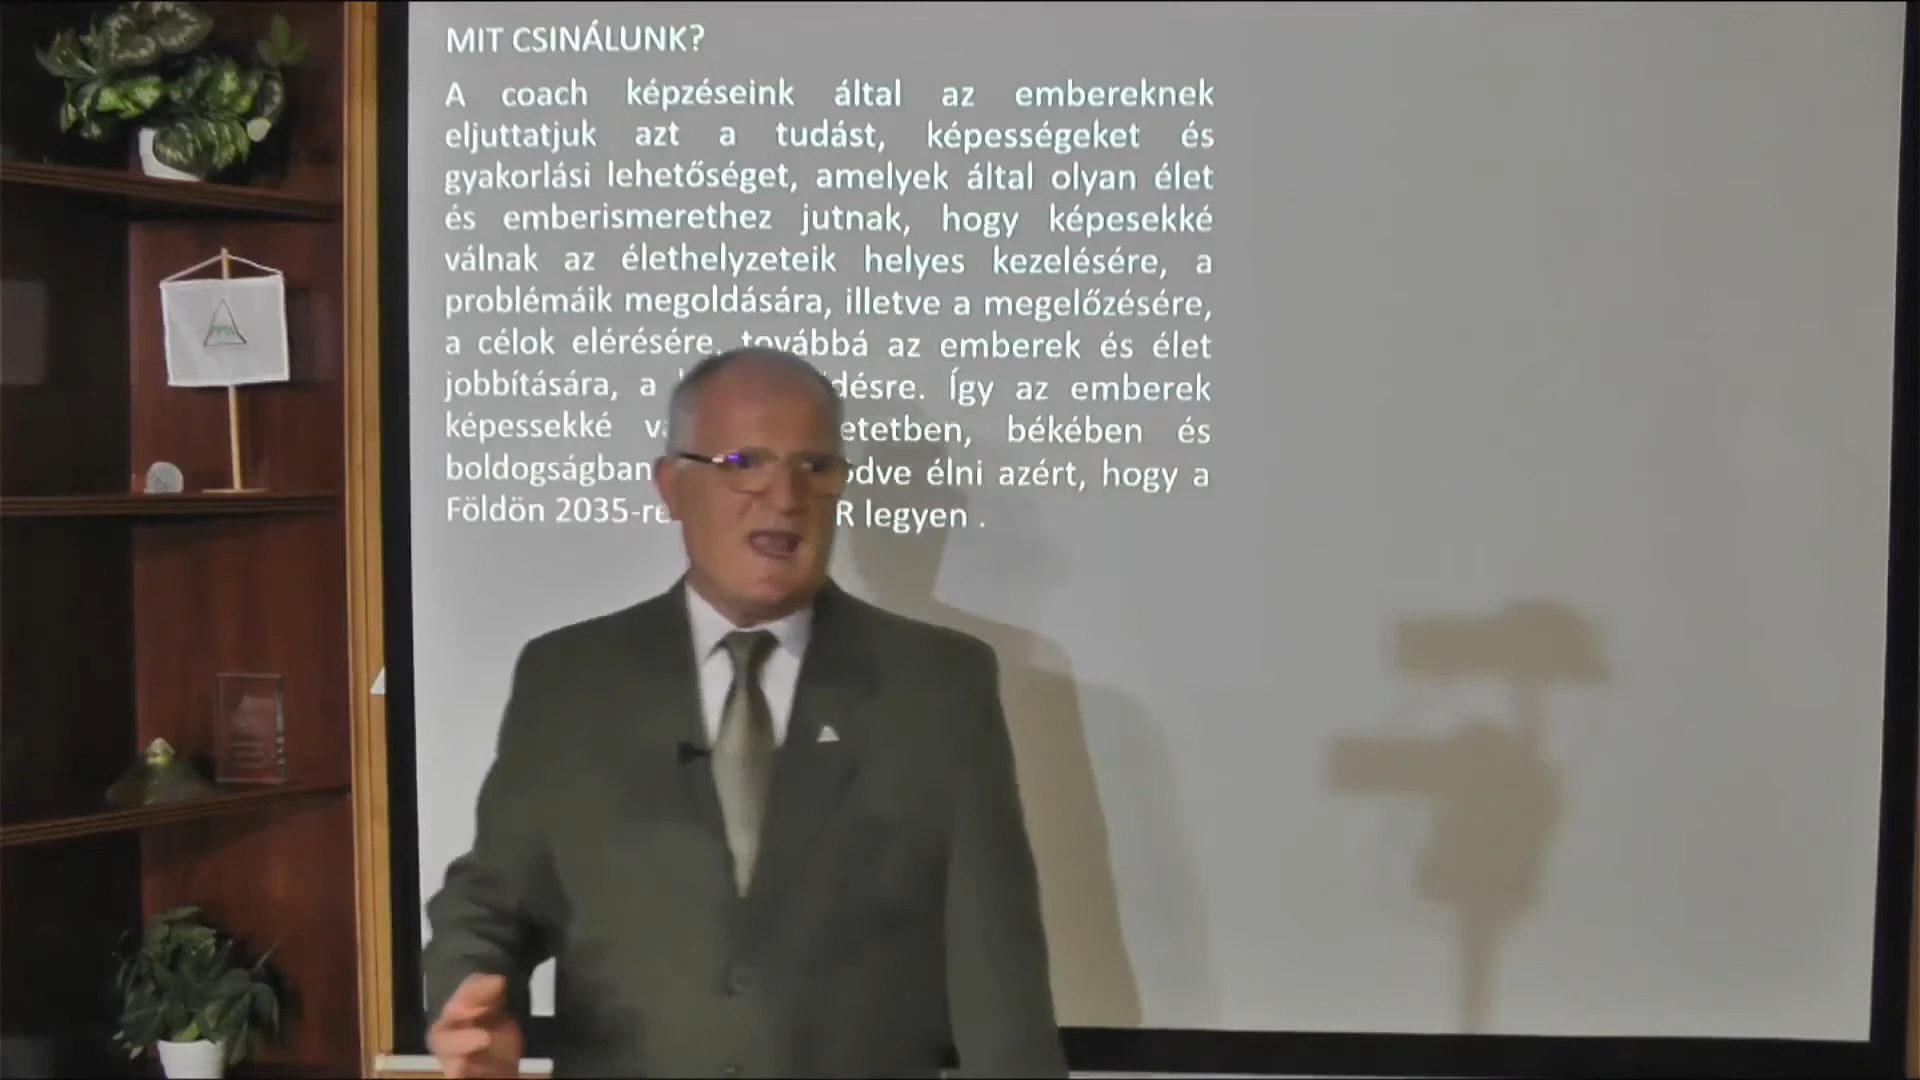 MIT CSINÁLUNK?
A coach képzéseink által az embereknek
eljuttatjuk azt a tudást, képességeket és
gyakorlási lehetőséget, amelyek által olyan élet
és emberismerethez jutnak, hogy képesekké
válnak az élethelyzeteik helyes kezelésére, a
problémáik megoldására, illetve a megelőzésére,
a célok elérésére, továbbá az emberek és élet
jobbítására, a désre. Így az emberek
képessekké etetben, békében és
boldogságban ödve élni azért, hogy a
Földön 2035-re R legyen .